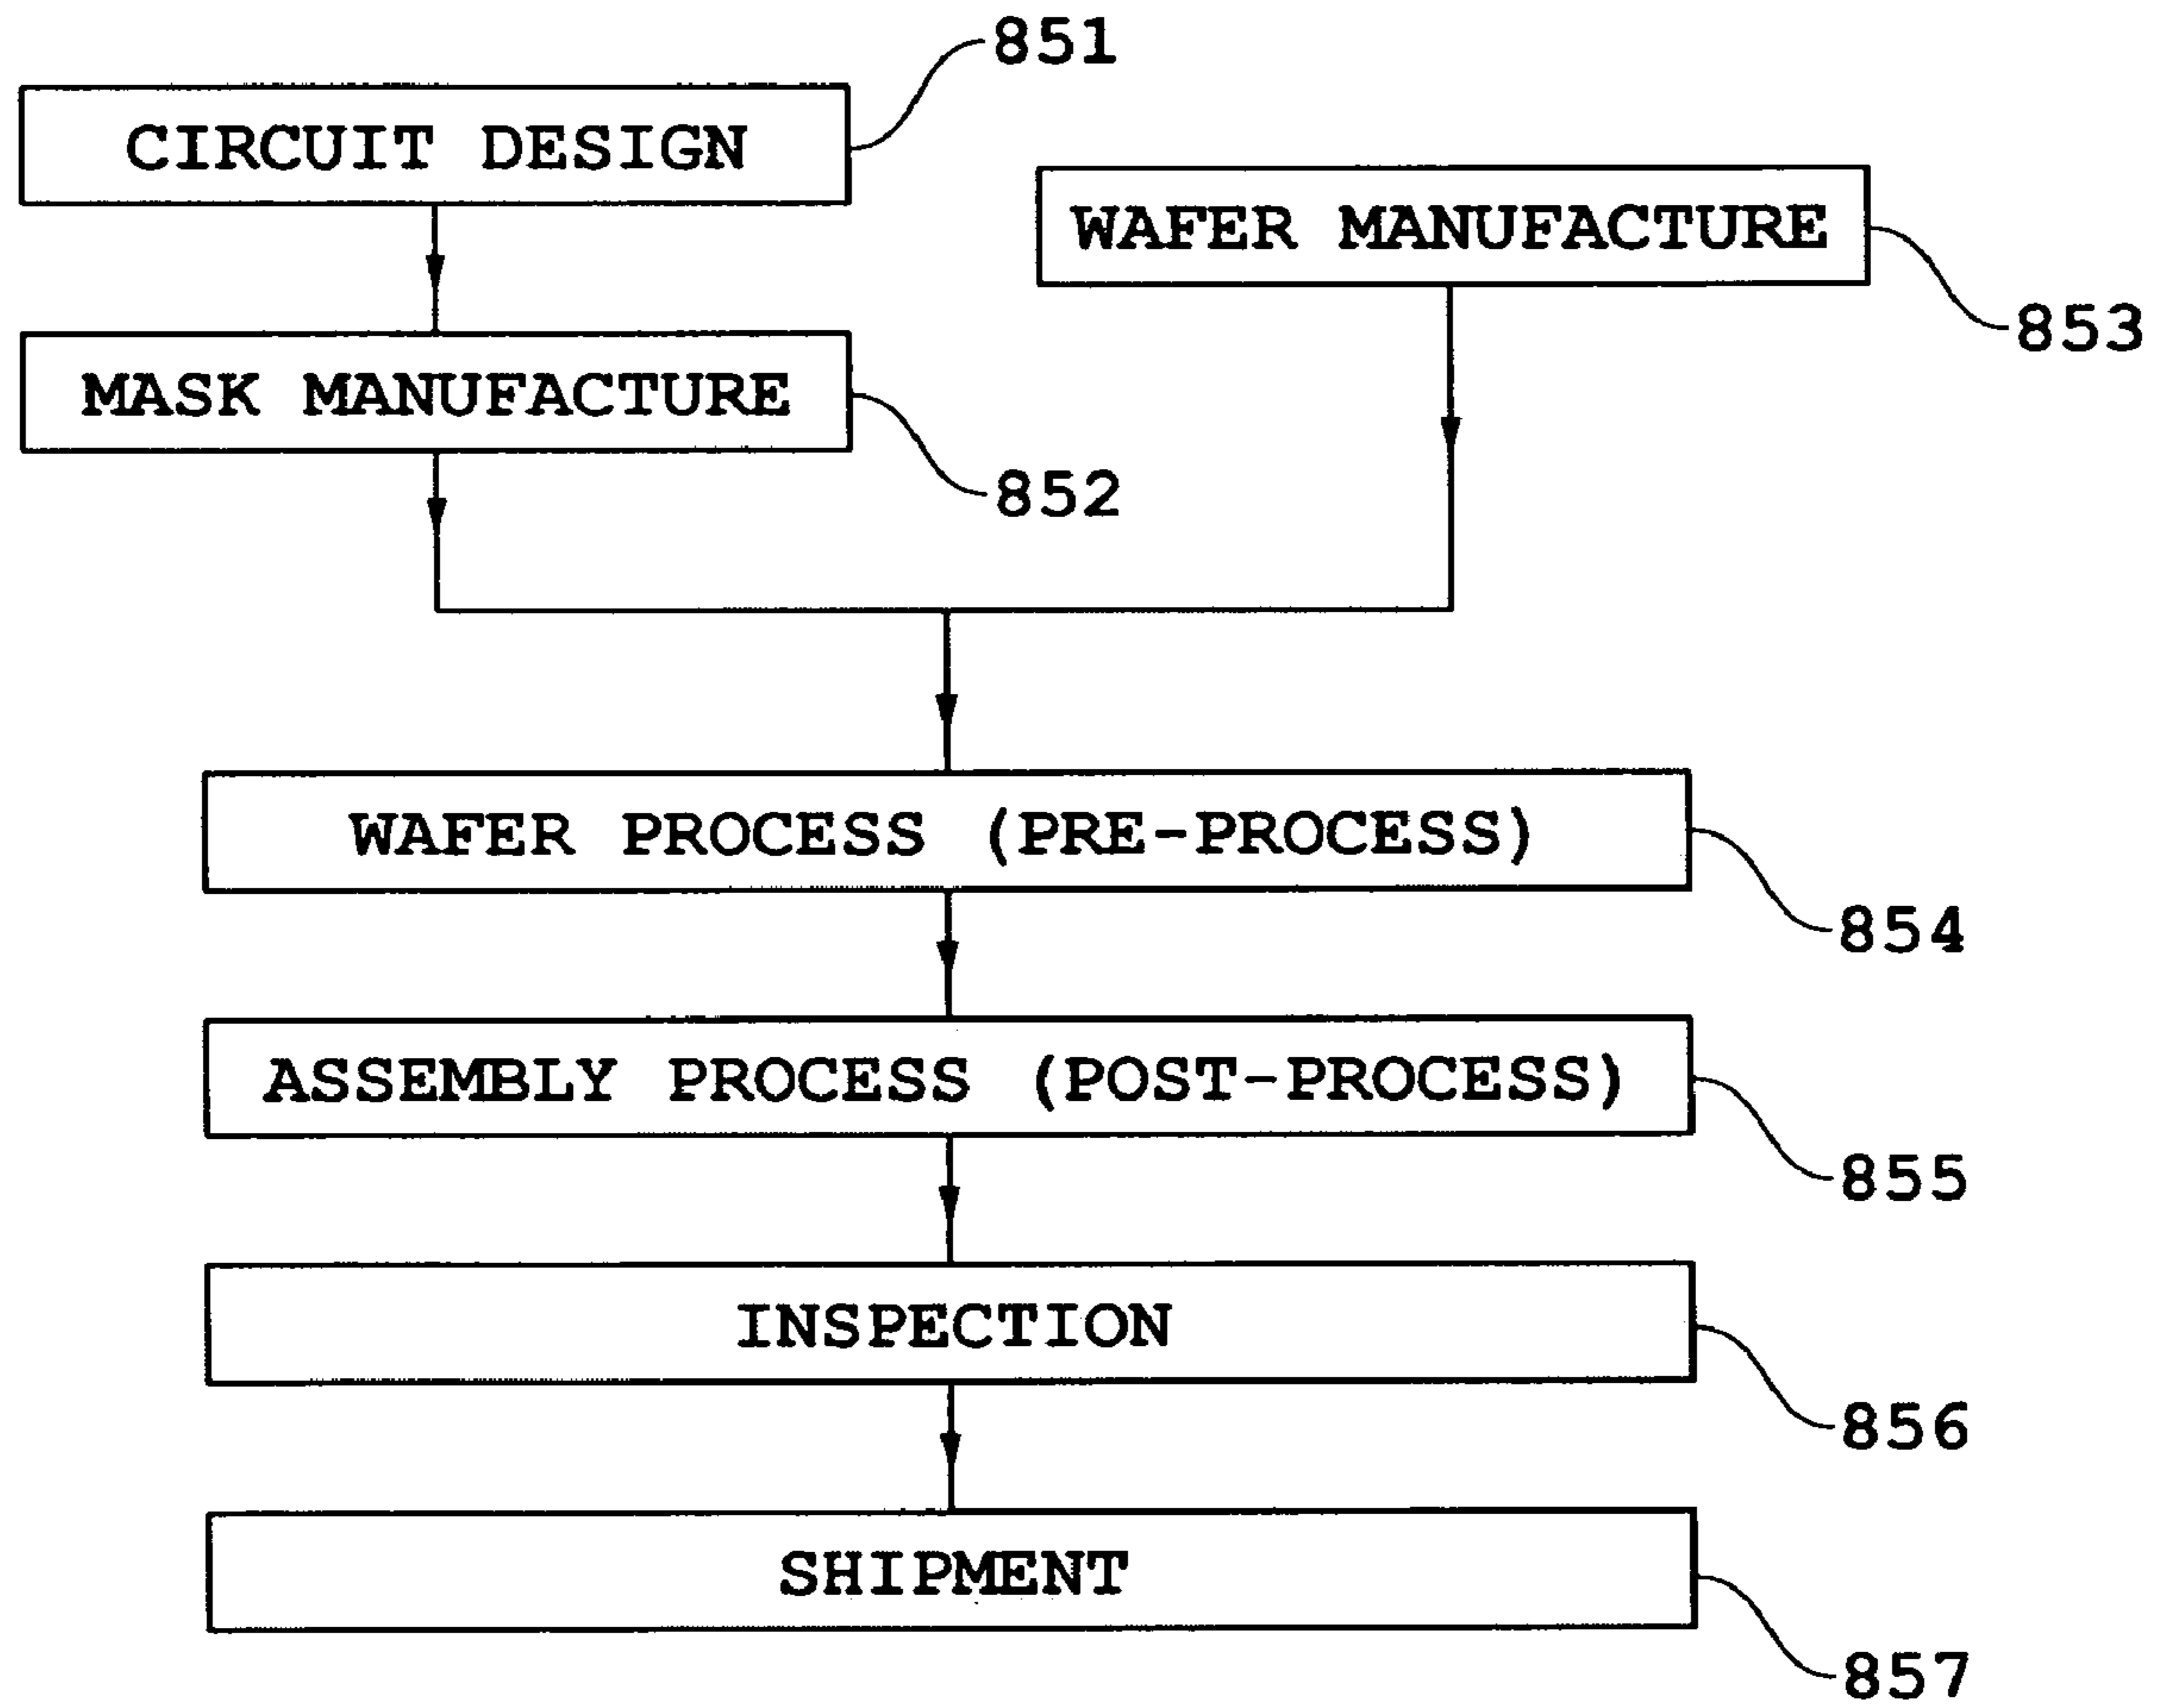 851
CIRCUIT DESIGN
WAFER MANUFACTURE
853
MASK MANUFACTURE
852
WAFER PROCESS (PRE-PROCESS)
854
ASSEMBLY PROCESS (POST-PROCESS)
855
INSPECTION
856
SHIPMENT
857